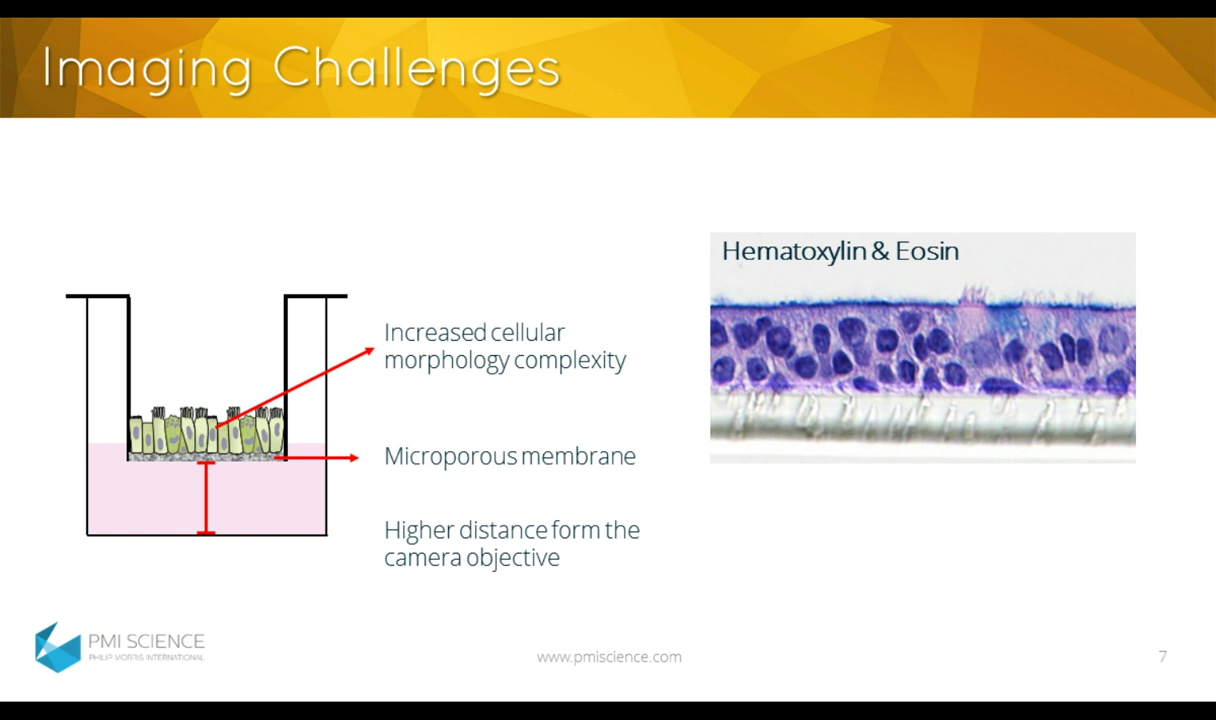 Imaging Challenges
Hematoxylin & Eosin
Increased cellular
morphology complexity
Microporous membrane
Higher distance form the
camera objective
PMI SCIENCE
PHILIP MORRIS INTERNATIONAL
www.pmiscience.com
7